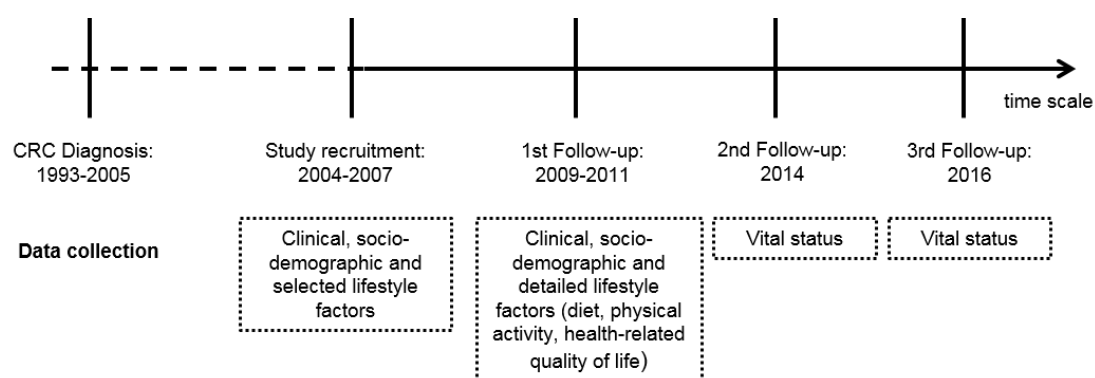 time scale
CRC Diagnosis:
1993-2005
Study recruitment:
2004-2007
1st Follow-up:
2009-2011
2nd Follow-up:
2014
3rd Follow-up:
2016
Data collection
Clinical, socio-
demographic and
selected lifestyle
factors
Clinical, socio-
demographic and
detailed lifestyle
factors (diet, physical
activity, health-related
quality of life)
Vital status
Vital status